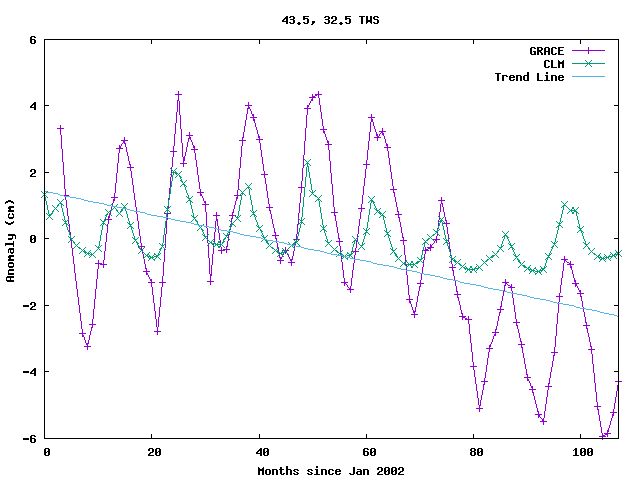 43.5, 32.5 TWS
GRACE
CLM
Trend Line
6
4
2
0
-2
-4
-6
Anomaly (cm)
0 20 40 60 80 100
Months since Jan 2002